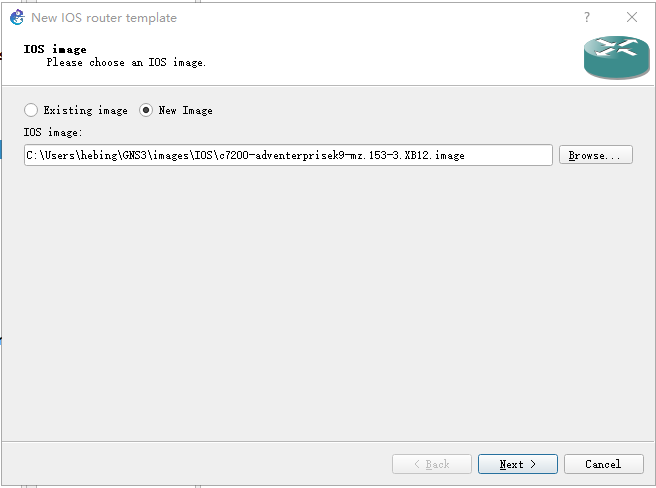 New IOS router template
IOS image
Please choose an IOS image.
Existing image New Image
IOS image:
C:\Users\hebing\GNS3\images\IOS\c7200-adventerprisek9-mz.153-3.XB12.image Browse...
< Back Next > Cancel